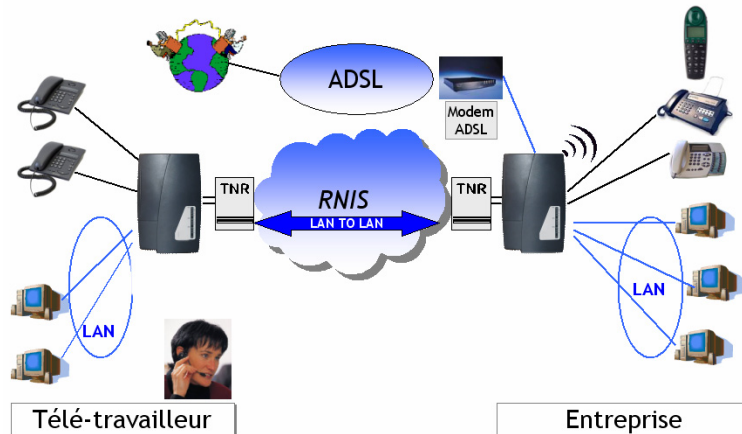 ADSL
Modem
ADSL
TNR
RNIS
LAN TO LAN
TNR
LAN
LAN
Télé-travailleur
Entreprise